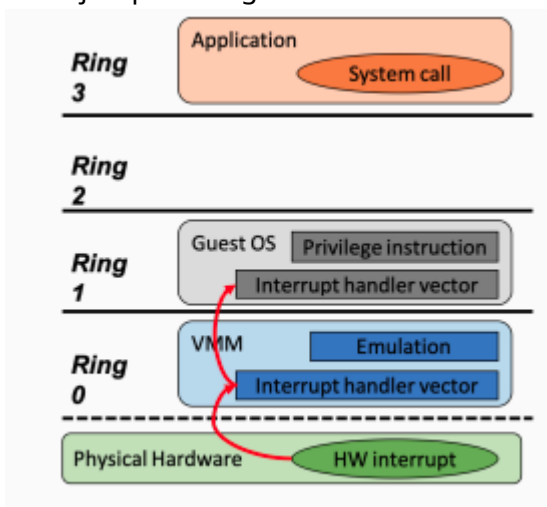 Application
Ring
3
System call
Ring
2
Guest OS
Privilege instruction
Ring
1
Interrupt handler vector
VMM
Emulation
Ring
0
Interrupt handler vector
Physical Hardware
HW interrupt